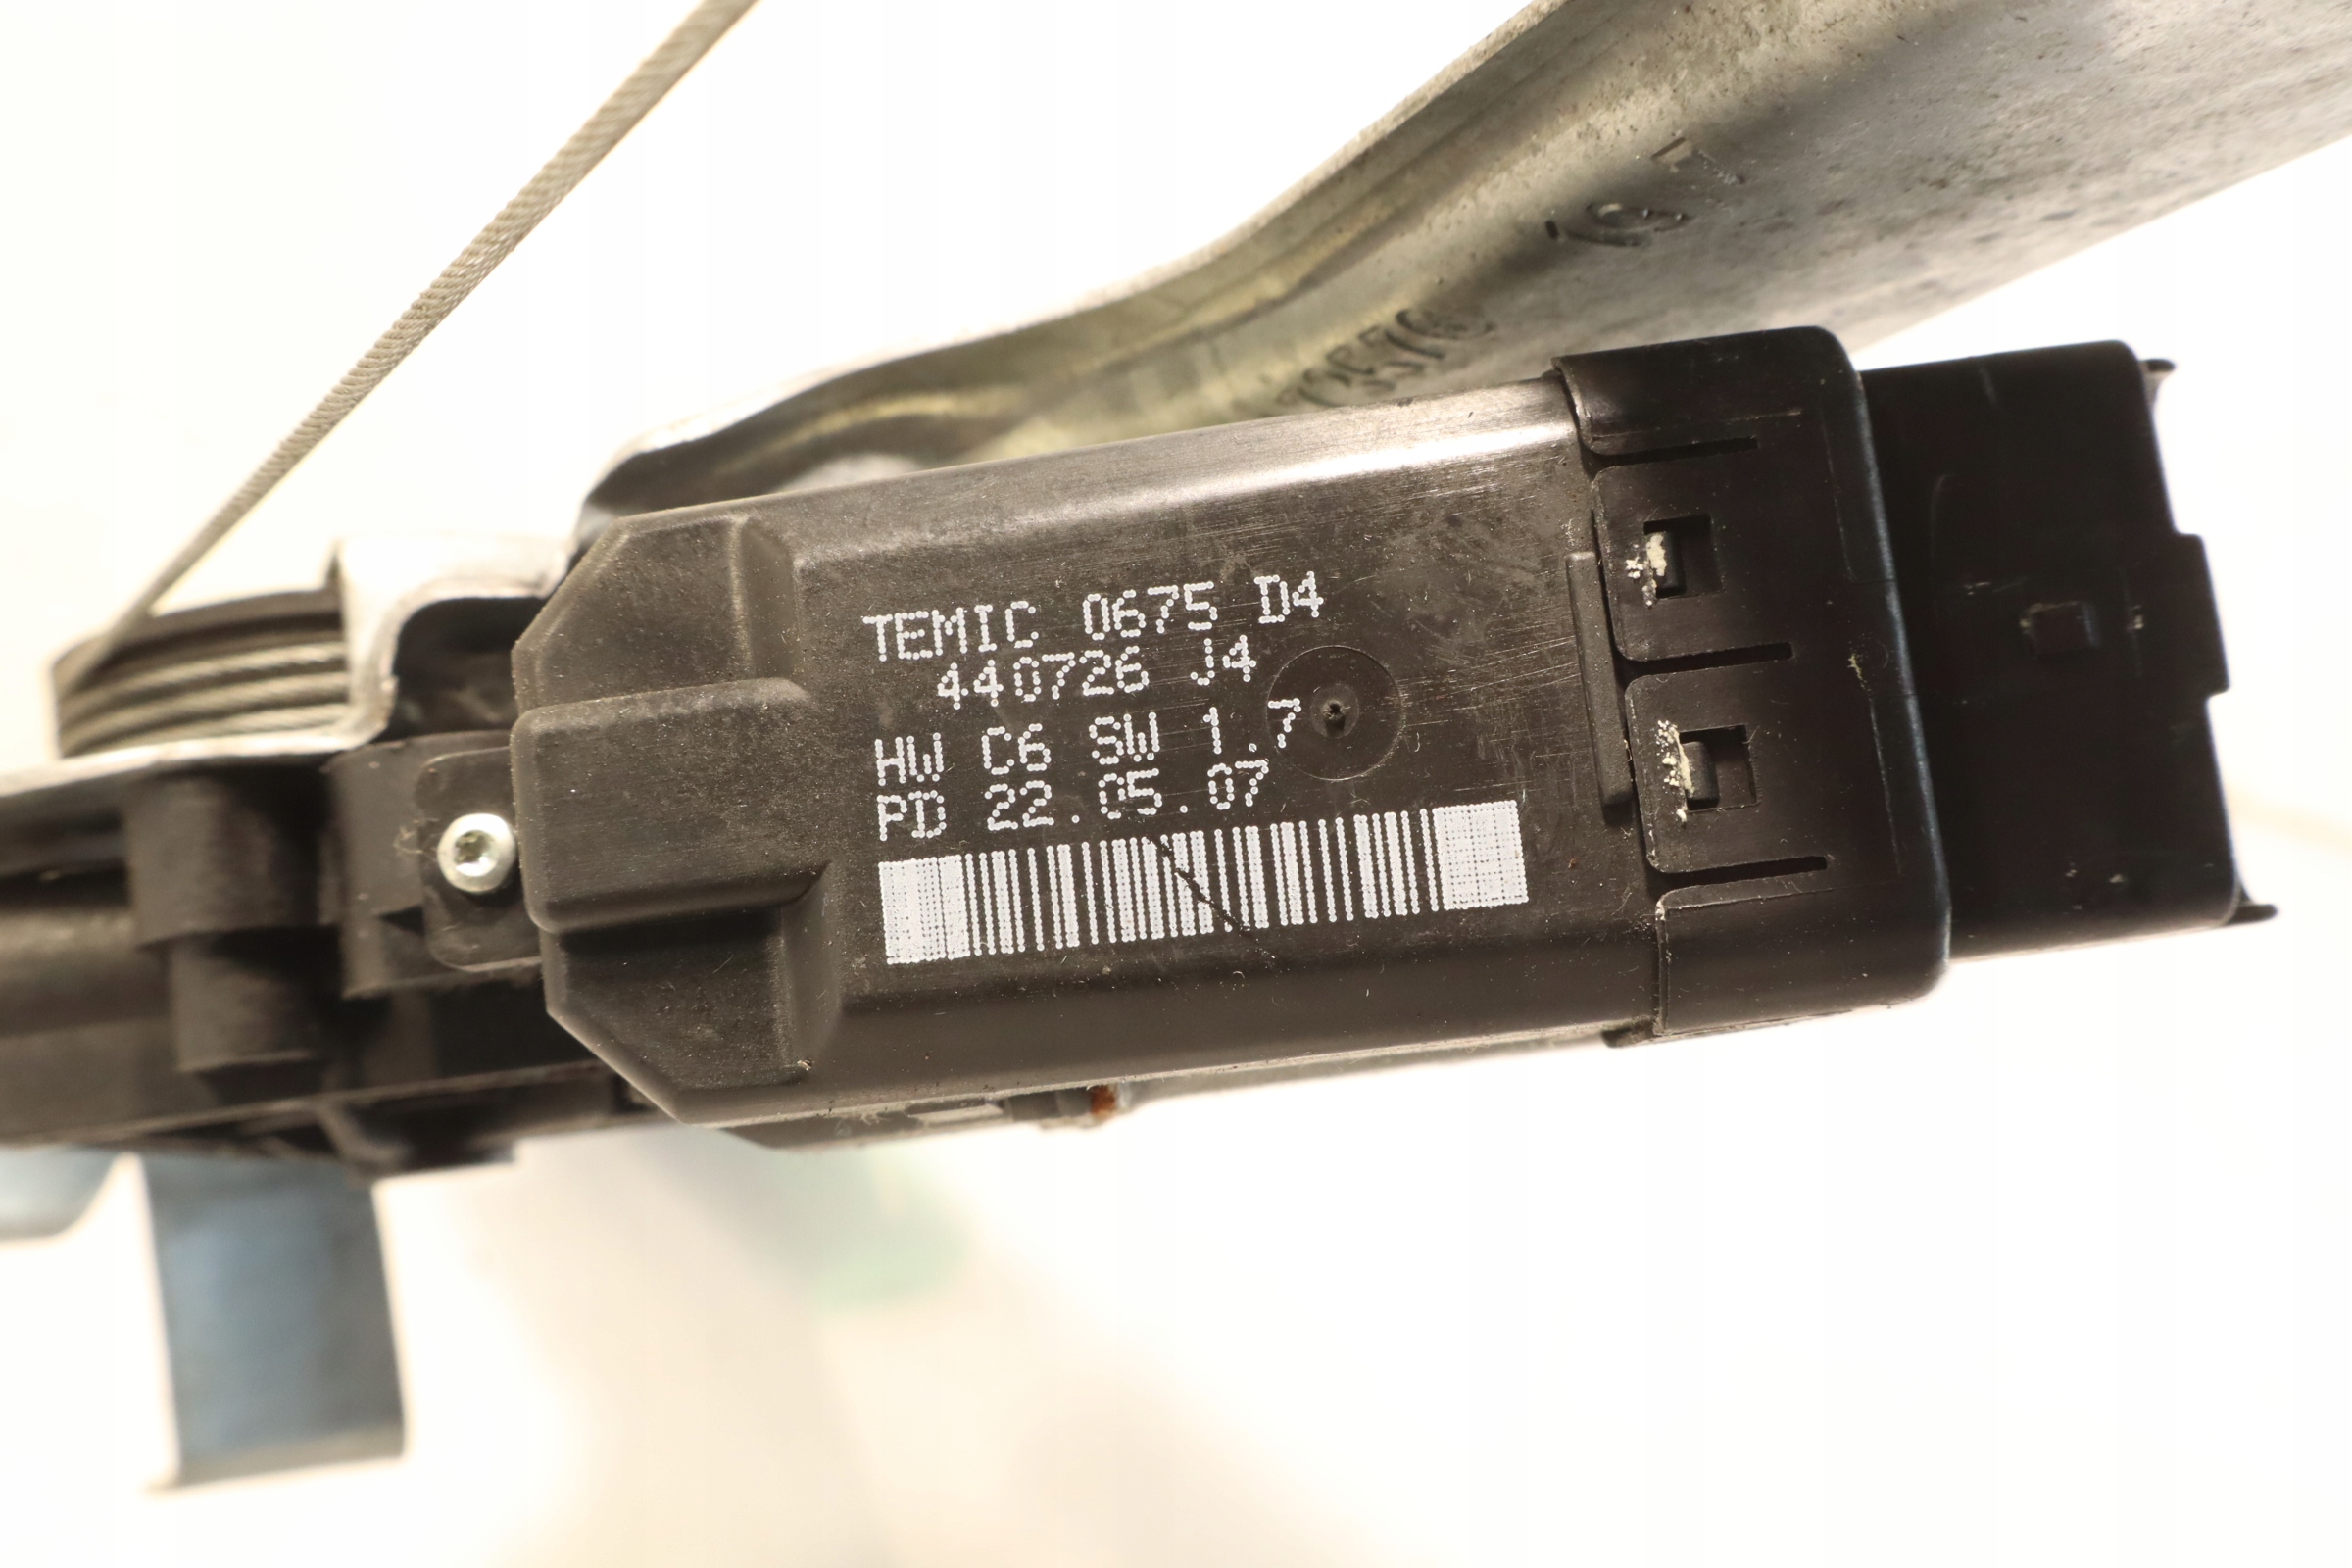 TEMIC 0675 D4
440726 J4
HW C6 SW 1.7
PD 22.05.07